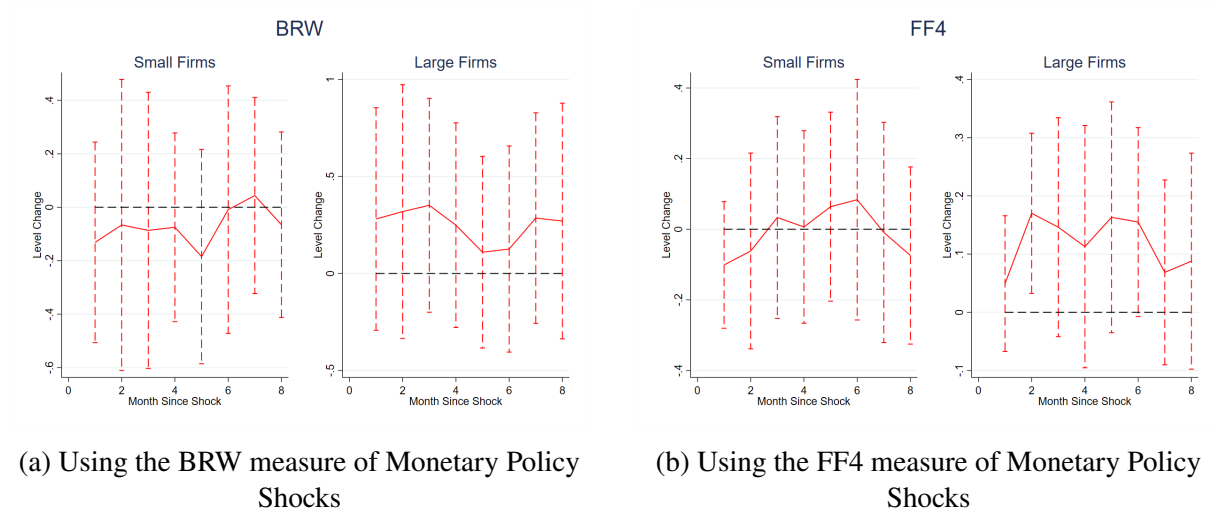 BRW
Small Firms
Large Firms
Level Change
.4
.2
0
-.2
-.4
-.6
0 2 4 6 8
Month Since Shock
Level Change
1
.5
0
-.5
0 2 4 6 8
Month Since Shock
FF4
Small Firms
Large Firms
Level Change
.4
.2
0
-.2
-.4
0 2 4 6 8
Month Since Shock
Level Change
.4
.3
.2
.1
0
-.1
0 2 4 6 8
Month Since Shock
(a) Using the BRW measure of Monetary Policy
Shocks
(b) Using the FF4 measure of Monetary Policy
Shocks